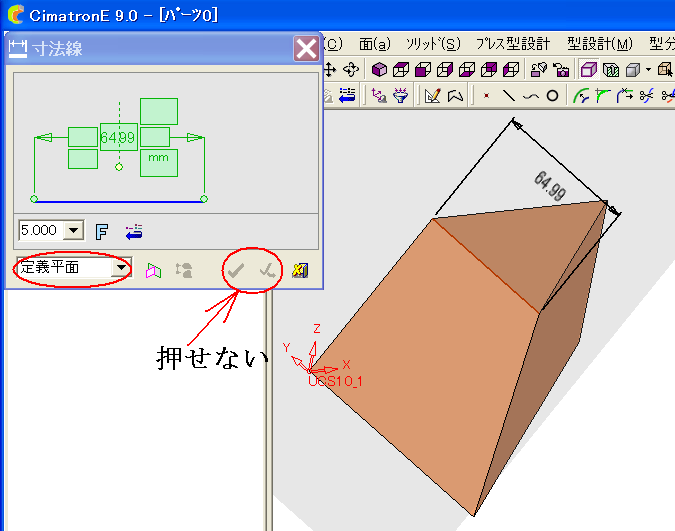 CimatronE 9.0 - [ﾊﾟｰﾂ0]
寸法線
(C) 面(a) ｿﾘｯﾄﾞ(S) ﾌﾟﾚｽ型設計 型設計(M) 型分
64.99
mm
5.000
F
定義平面
押せない
64.99
Z
Y
X
UCS10_1